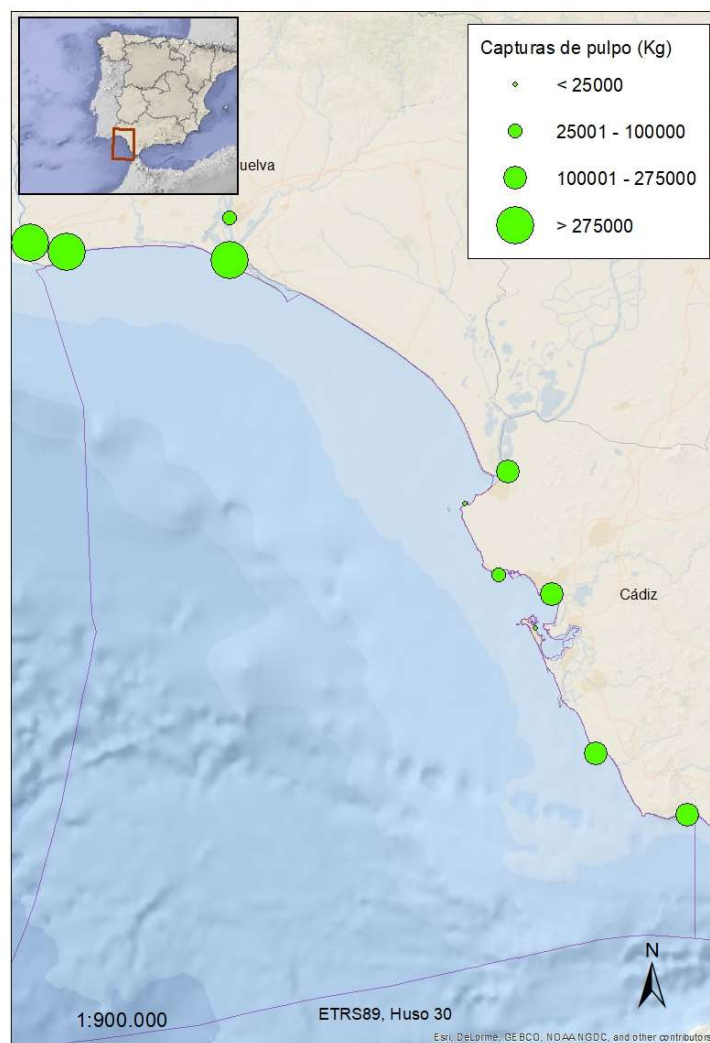 Capturas de pulpo (Kg)
< 25000
25001 - 100000
100001 - 275000
> 275000
uelva
Cádiz
N
1:900.000
ETRS89, Huso 30
Esri, DeLorme, GEBCO, NOAA NGDC, and other contributors